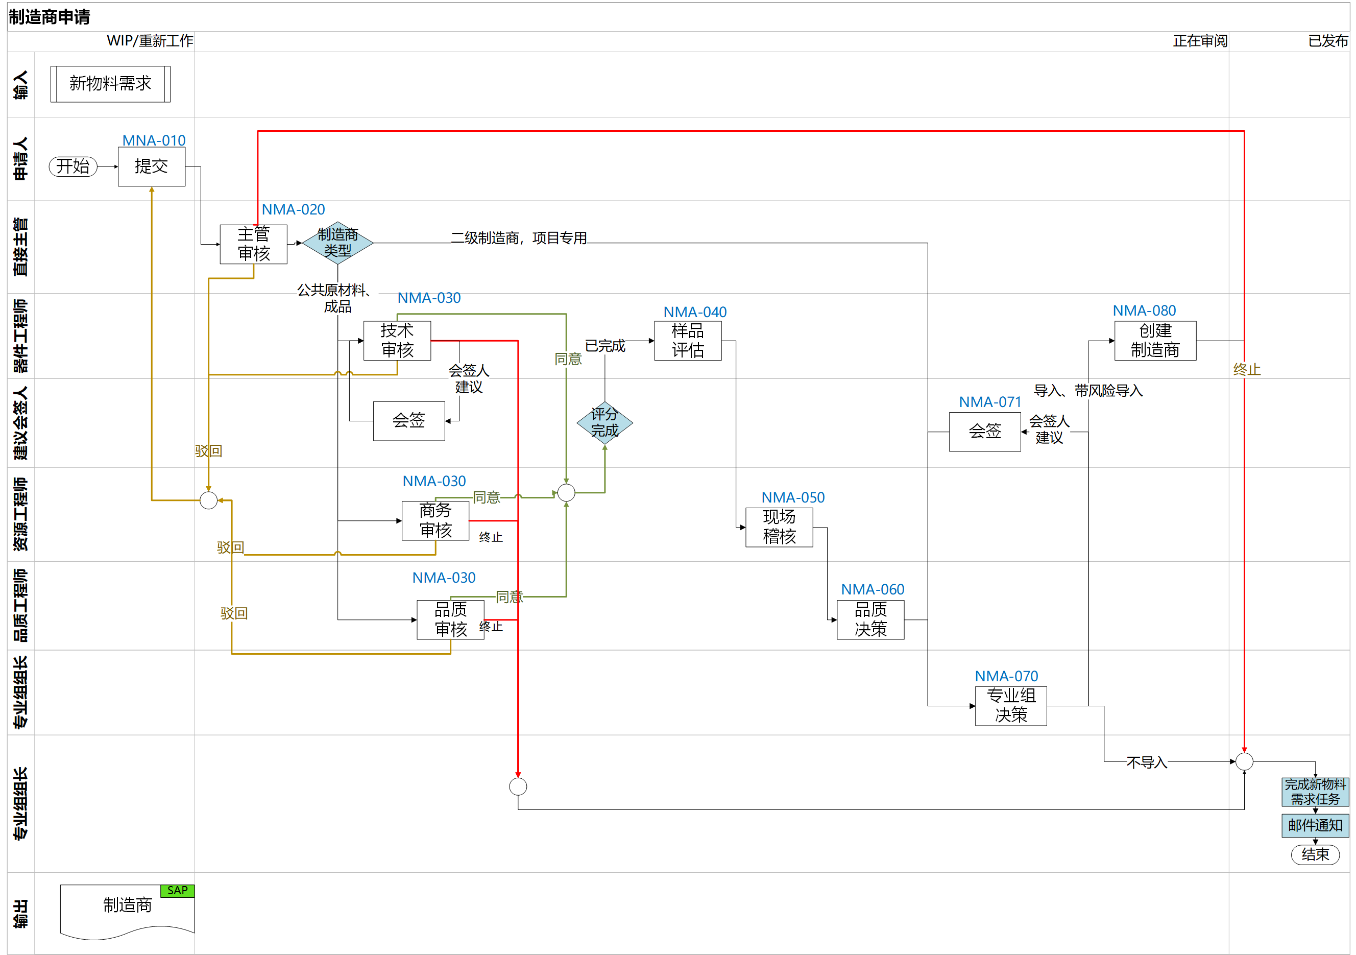 制造商申请
WIP/重新工作
正在审阅
已发布
输入
新物料需求
申请人
开始
MNA-010
提交
直接主管
NMA-020
主管
审核
制造商
类型
二级制造商，项目专用
公共原材料、
成品
器件工程师
NMA-030
技术
审核
会签人
建议
同意
已完成
NMA-040
样品
评估
NMA-080
创建
制造商
终止
建议会签人
会签
评分
完成
导入、带风险导入
NMA-071
会签
会签人
建议
驳回
资源工程师
NMA-030
商务
审核
同意
终止
驳回
NMA-050
现场
稽核
品质工程师
NMA-030
品质
审核
同意
终止
驳回
NMA-060
品质
决策
专业组组长
NMA-070
专业组
决策
专业组组长
不导入
完成新物料
需求任务
邮件通知
结束
输出
SAP
制造商